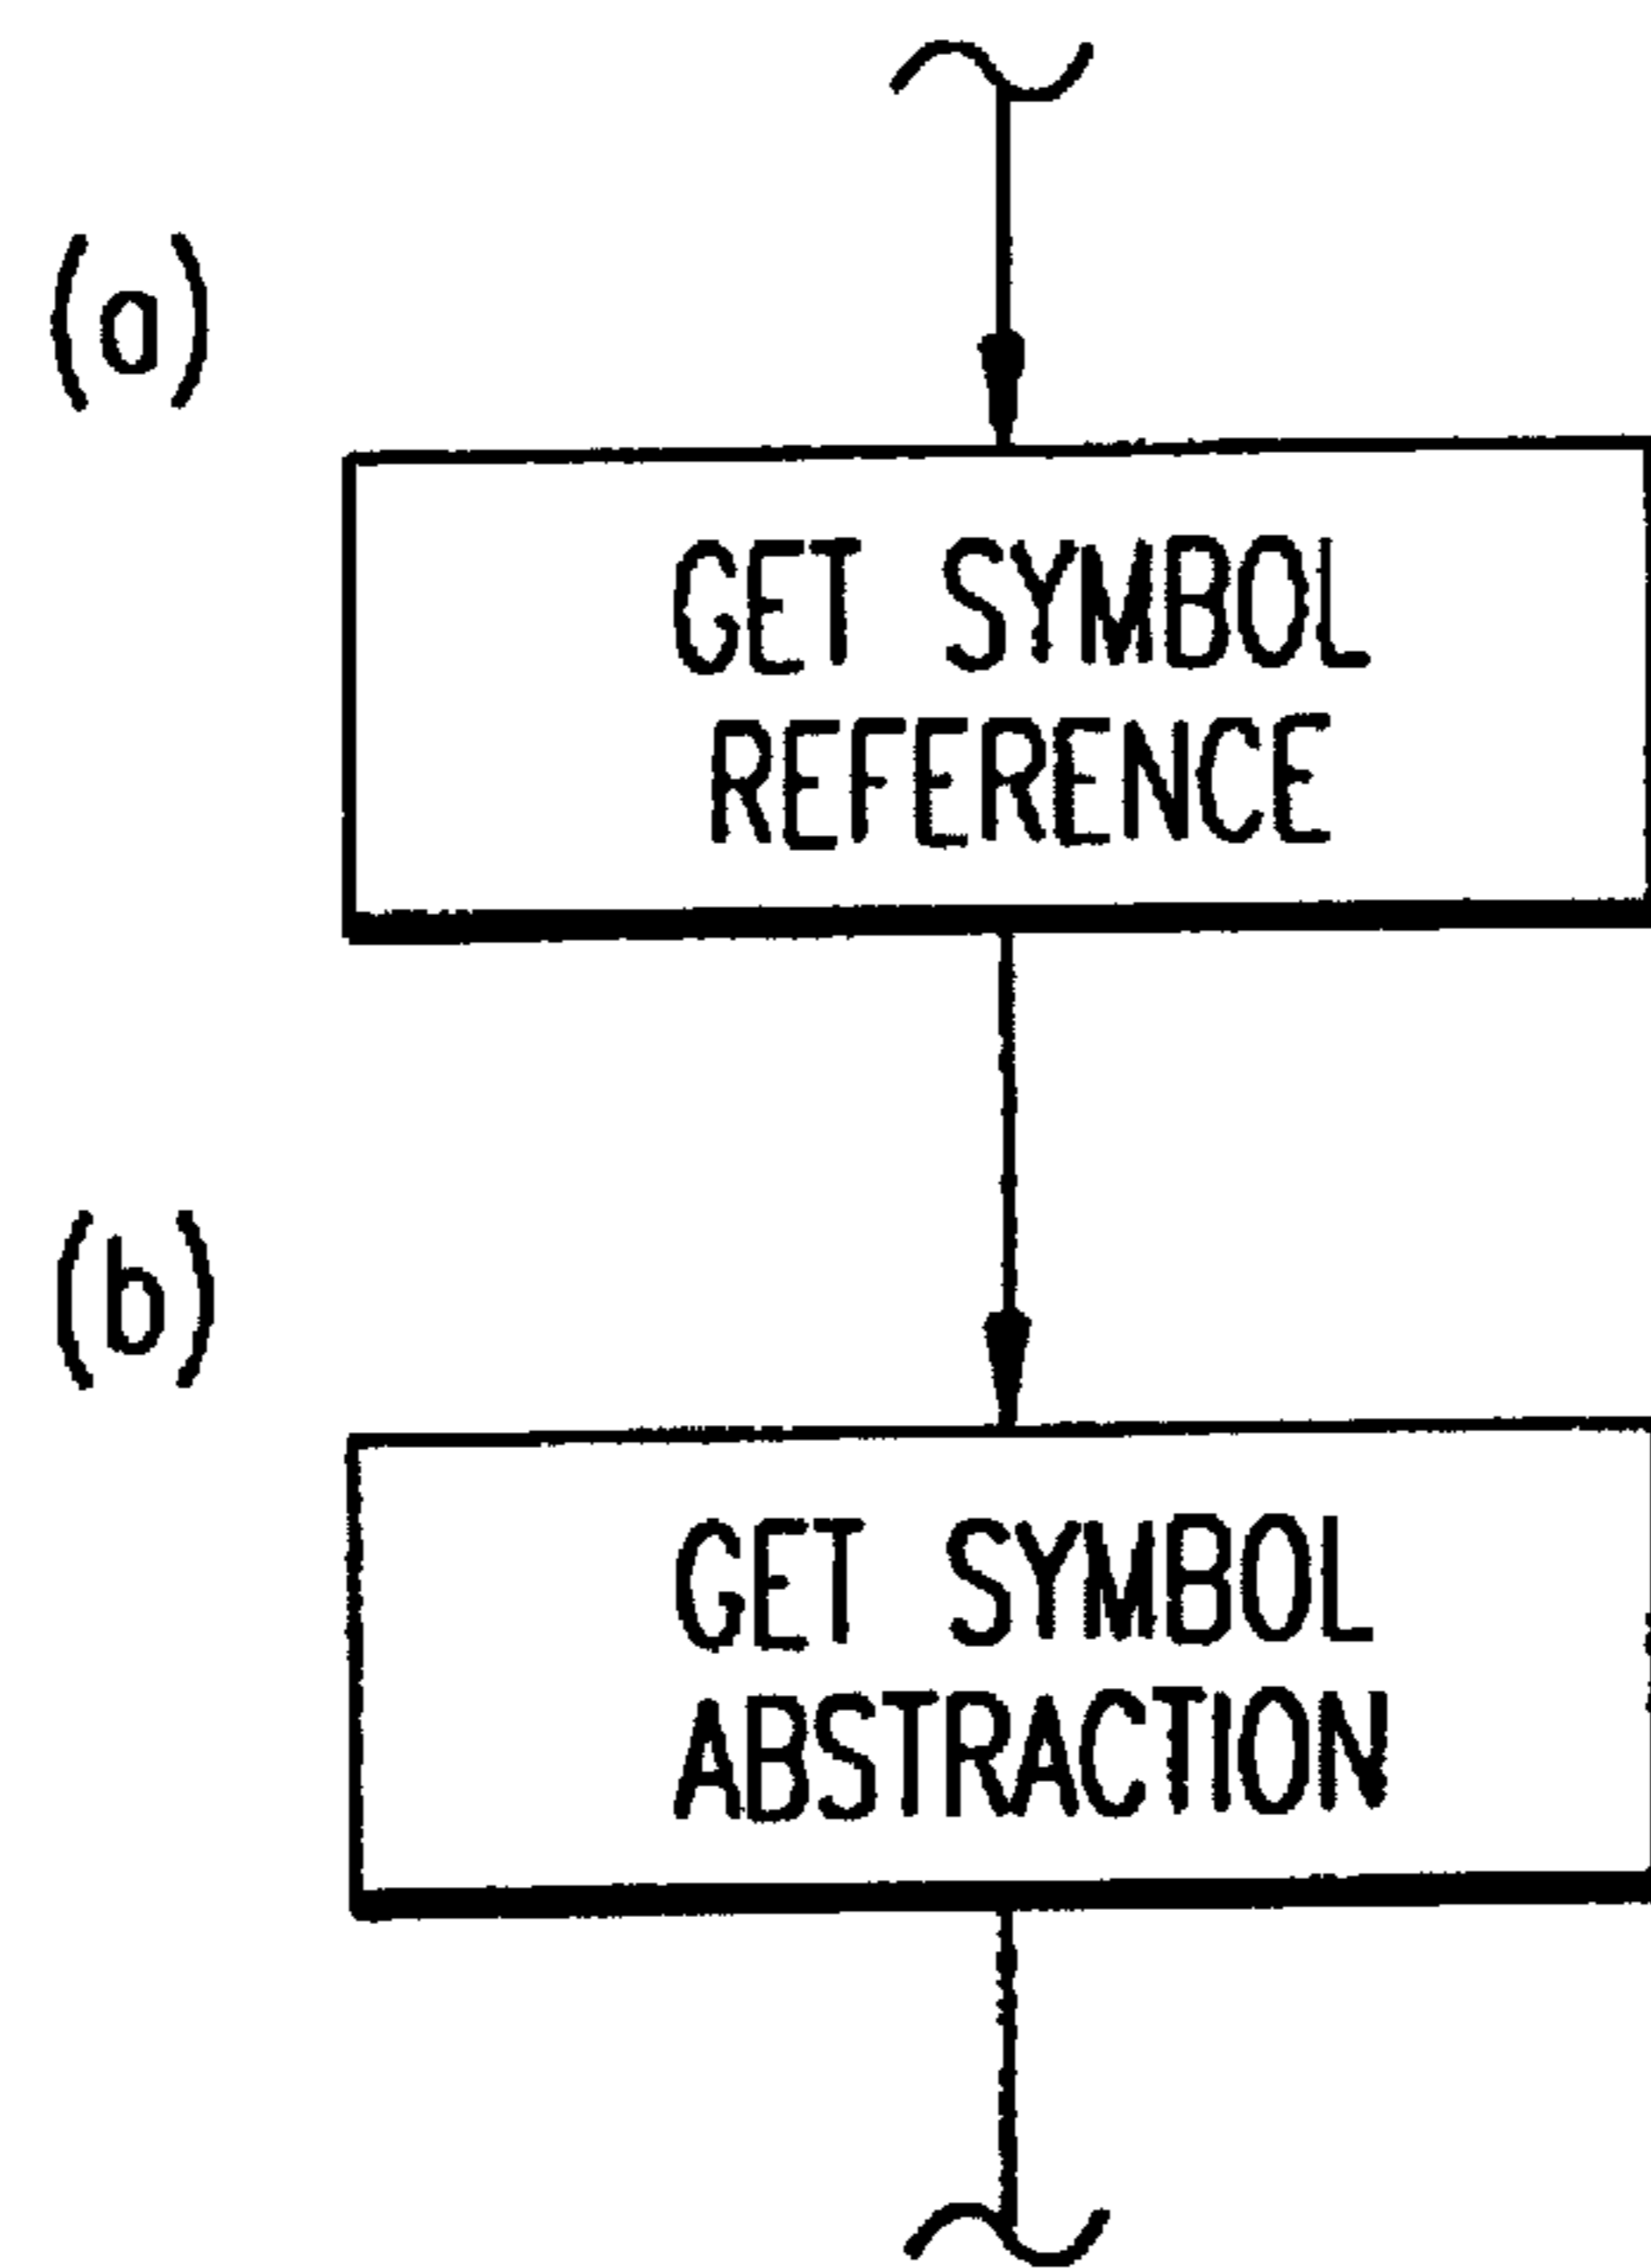 (a)
GET SYMBOL
REFERENCE
(b)
GET SYMBOL
ABSTRACTION